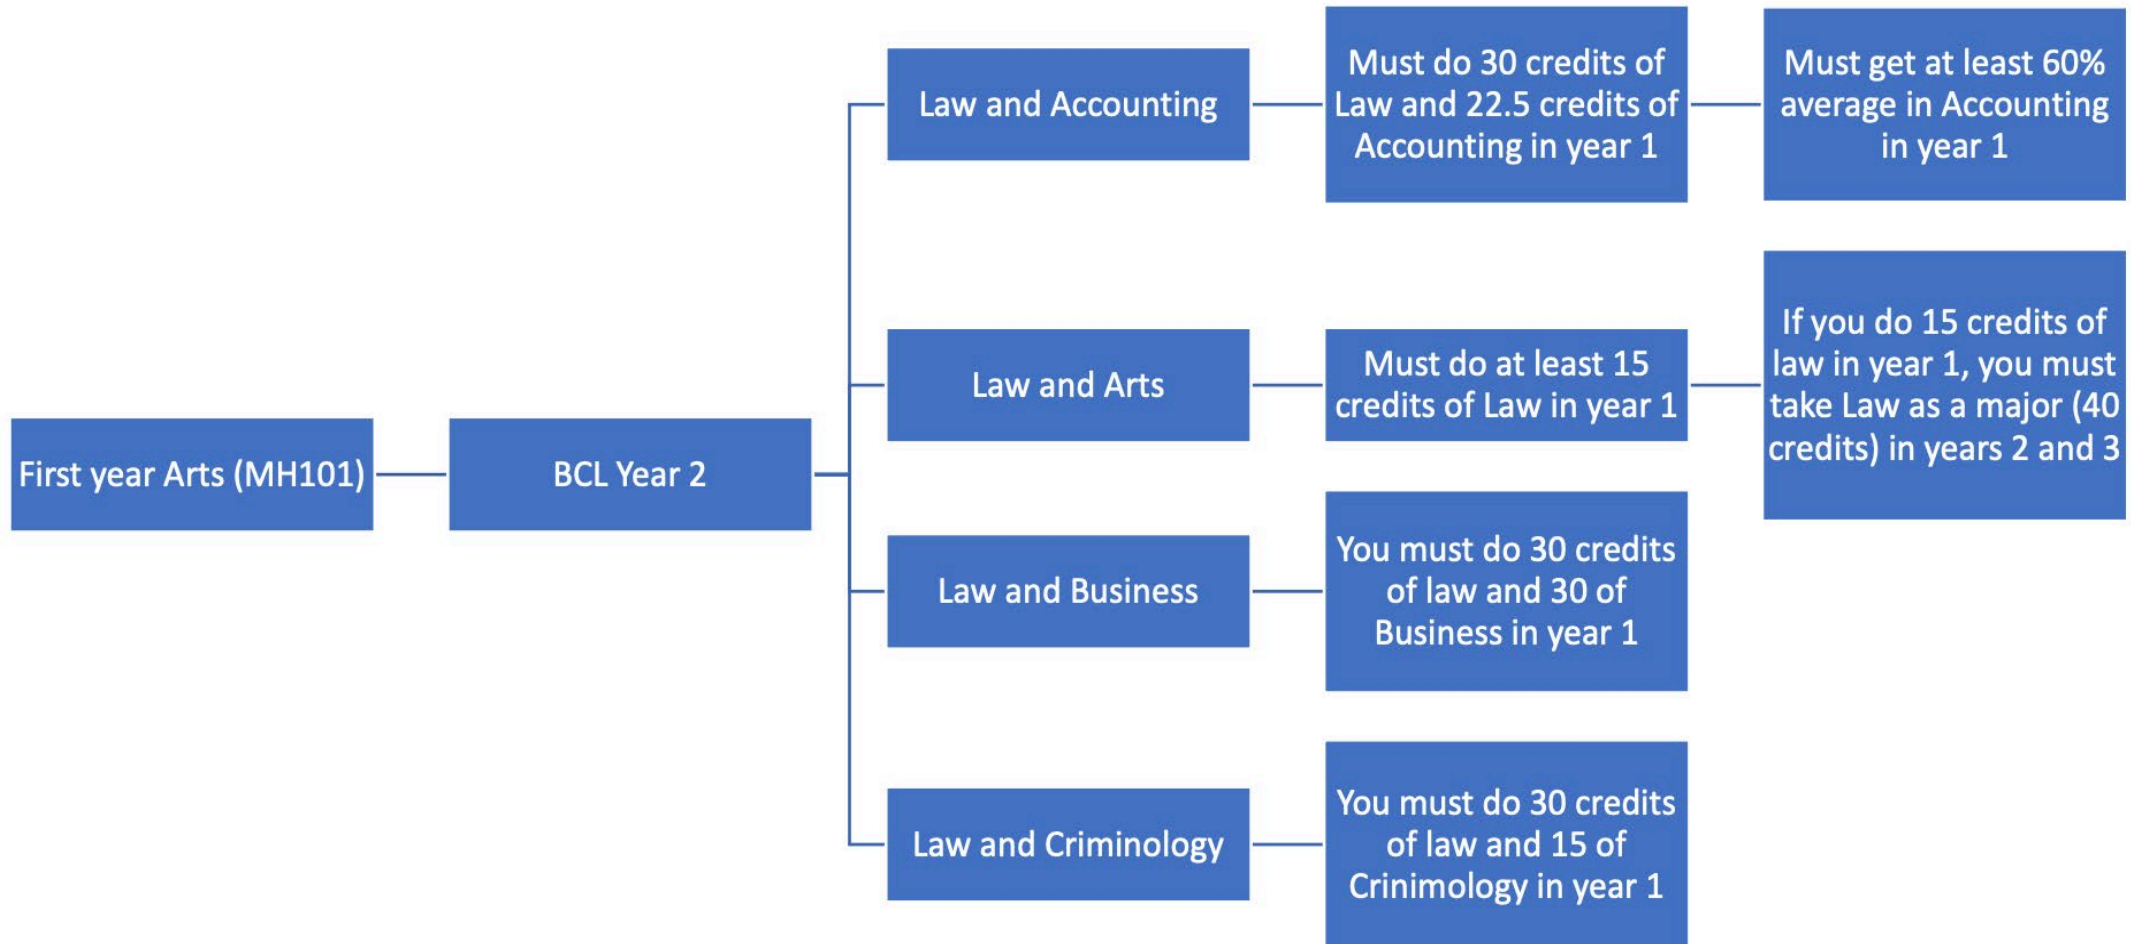 First year Arts (MH101)
BCL Year 2
Law and Accounting
Must do 30 credits of
Law and 22.5 credits of
Accounting in year 1
Must get at least 60%
average in Accounting
in year 1
Law and Arts
Must do at least 15
credits of Law in year 1
If you do 15 credits of
law in year 1, you must
take Law as a major (40
credits) in years 2 and 3
Law and Business
You must do 30 credits
of law and 30 of
Business in year 1
Law and Criminology
You must do 30 credits
of law and 15 of
Crinimology in year 1